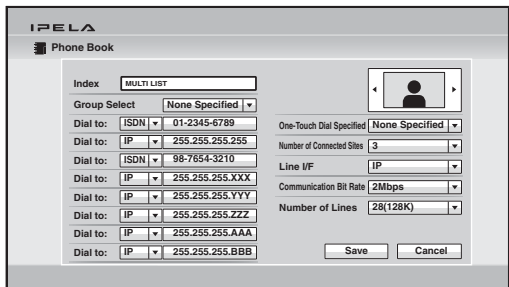 IPELA
Phone Book
Index MULTI LIST
Group Select None Specified
Dial to: ISDN 01-2345-6789
Dial to: IP 255.255.255.255
Dial to: ISDN 98-7654-3210
Dial to: IP 255.255.255.XXX
Dial to: IP 255.255.255.YYY
Dial to: IP 255.255.255.ZZZ
Dial to: IP 255.255.255.AAA
Dial to: IP 255.255.255.BBB
One-Touch Dial Specified None Specified
Number of Connected Sites 3
Line I/F IP
Communication Bit Rate 2Mbps
Number of Lines 28(128K)
Save Cancel